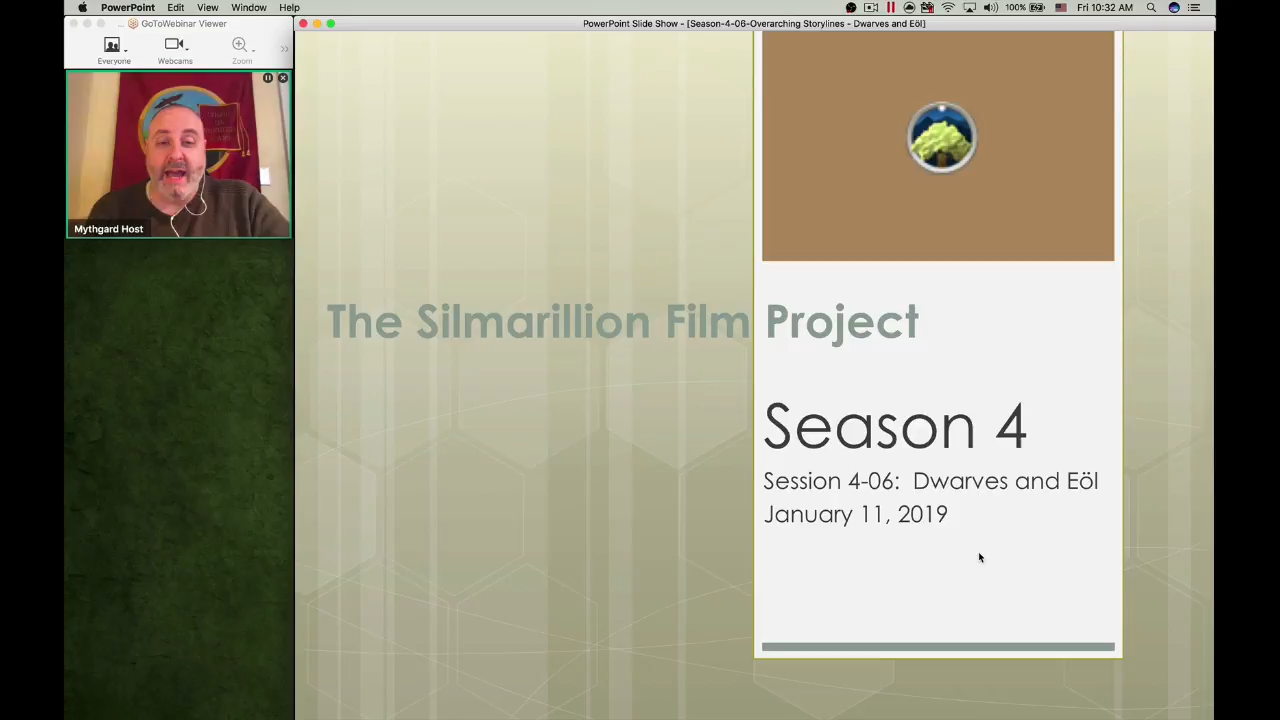 PowerPoint Edit View Window Help
100% Fri 10:32 AM
GoToWebinar Viewer
PowerPoint Slide Show - [Season-4-06-Overarching Storylines - Dwarves and Eöl]
Everyone Webcams Zoom
Mythgard Host
The Silmarillion Film Project
Season 4
Session 4-06: Dwarves and Eöl
January 11, 2019